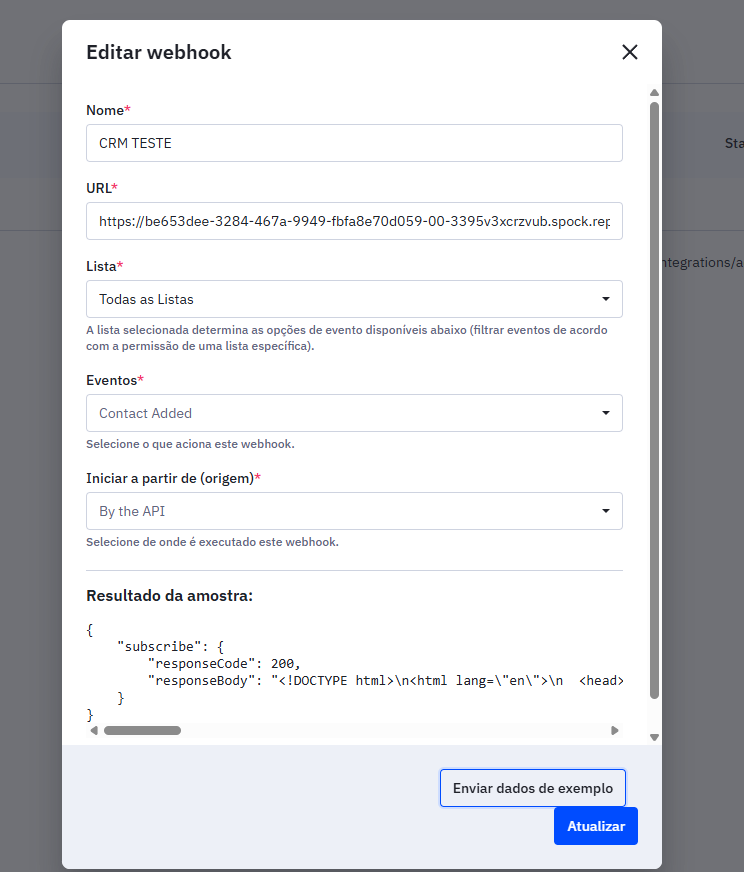 Editar webhook
Nome*
CRM TESTE
Sta
URL*
https://be653dee-3284-467a-9949-fbfa8e70d059-00-3395v3xcrzvub.spock.rep
Lista*
ntegrations/a
Todas as Listas
A lista selecionada determina as opções de evento disponíveis abaixo (filtrar eventos de acordo
com a permissão de uma lista específica).
Eventos*
Contact Added
Selecione o que aciona este webhook.
Iniciar a partir de (origem)*
By the API
Selecione de onde é executado este webhook.
Resultado da amostra:
{
    "subscribe": {
        "responseCode": 200,
        "responseBody": "<!DOCTYPE html>\n<html lang=\"en\">\n  <head>
    }
}
Enviar dados de exemplo
Atualizar